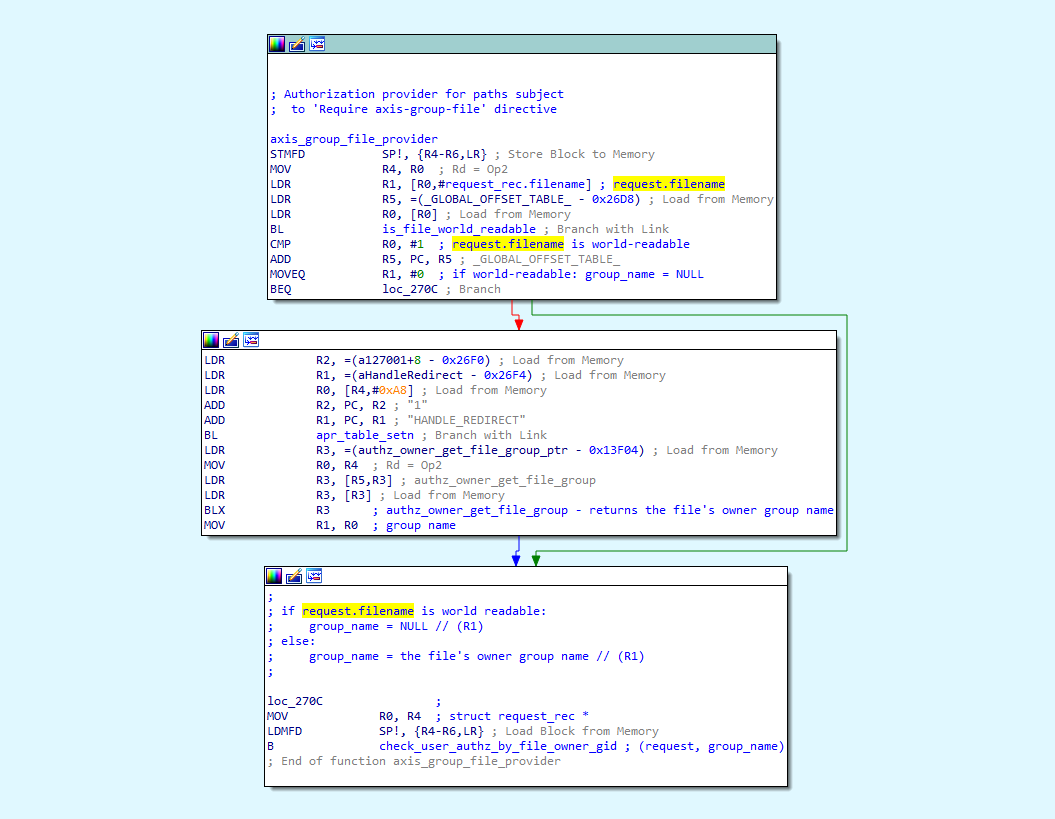 ; Authorization provider for paths subject
;  to 'Require axis-group-file' directive
axis_group_file_provider
STMFD SP!, {R4-R6,LR} ; Store Block to Memory
MOV R4, R0 ; Rd = Op2
LDR R1, [R0,#request_rec.filename] ; request.filename
LDR R5, =(_GLOBAL_OFFSET_TABLE_ - 0x26D8) ; Load from Memory
LDR R0, [R0] ; Load from Memory
BL is_file_world_readable ; Branch with Link
CMP R0, #1 ; request.filename is world-readable
ADD R5, PC, R5 ; _GLOBAL_OFFSET_TABLE_
MOVEQ R1, #0 ; if world-readable: group_name = NULL
BEQ loc_270C ; Branch
LDR R2, =(a127001+8 - 0x26F0) ; Load from Memory
LDR R1, =(aHandleRedirect - 0x26F4) ; Load from Memory
LDR R0, [R4,#0xA8] ; Load from Memory
ADD R2, PC, R2 ; "1"
ADD R1, PC, R1 ; "HANDLE_REDIRECT"
BL apr_table_setn ; Branch with Link
LDR R3, =(authz_owner_get_file_group_ptr - 0x13F04) ; Load from Memory
MOV R0, R4 ; Rd = Op2
LDR R3, [R5,R3] ; authz_owner_get_file_group
LDR R3, [R3] ; Load from Memory
BLX R3 ; authz_owner_get_file_group - returns the file's owner group name
MOV R1, R0 ; group name
;
; if request.filename is world readable:
;     group_name = NULL // (R1)
; else:
;     group_name = the file's owner group name // (R1)
;
loc_270C ;
MOV R0, R4 ; struct request_rec *
LDMFD SP!, {R4-R6,LR} ; Load Block from Memory
B check_user_authz_by_file_owner_gid ; (request, group_name)
; End of function axis_group_file_provider